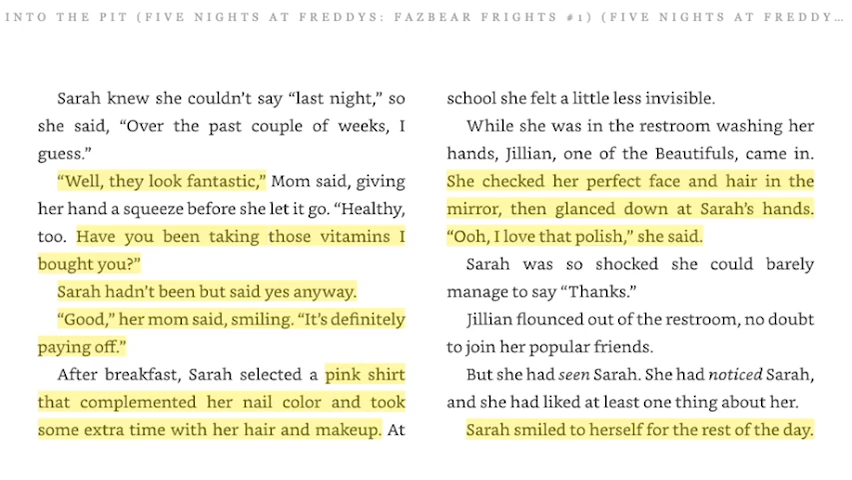 INTO THE PIT (FIVE NIGHTS AT FREDDYS: FAZBEAR FRIGHTS #1) (FIVE NIGHTS AT FREDDY…
Sarah knew she couldn’t say “last night,” so
she said, “Over the past couple of weeks, I
guess.”
“Well, they look fantastic,” Mom said, giving
her hand a squeeze before she let it go. “Healthy,
too. Have you been taking those vitamins I
bought you?”
Sarah hadn’t been but said yes anyway.
“Good,” her mom said, smiling. “It’s definitely
paying off.”
After breakfast, Sarah selected a pink shirt
that complemented her nail color and took
some extra time with her hair and makeup. At
school she felt a little less invisible.
While she was in the restroom washing her
hands, Jillian, one of the Beautifuls, came in.
She checked her perfect face and hair in the
mirror, then glanced down at Sarah’s hands.
“Ooh, I love that polish,” she said.
Sarah was so shocked she could barely
manage to say “Thanks.”
Jillian flounced out of the restroom, no doubt
to join her popular friends.
But she had seen Sarah. She had noticed Sarah,
and she had liked at least one thing about her.
Sarah smiled to herself for the rest of the day.